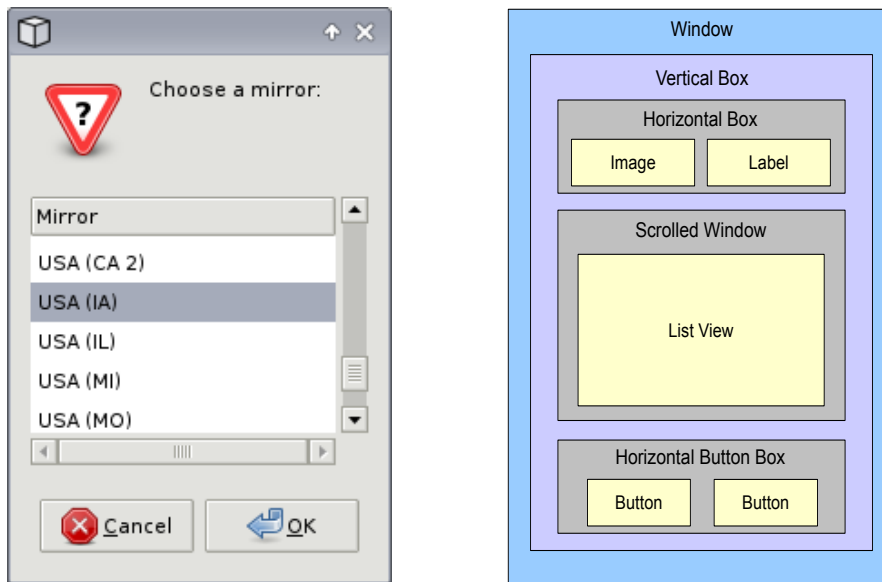 ?
Choose a mirror:
Mirror
USA (CA 2)
USA (IA)
USA (IL)
USA (MI)
USA (MO)
Cancel
OK
Window
Vertical Box
Horizontal Box
Image
Label
Scrolled Window
List View
Horizontal Button Box
Button
Button